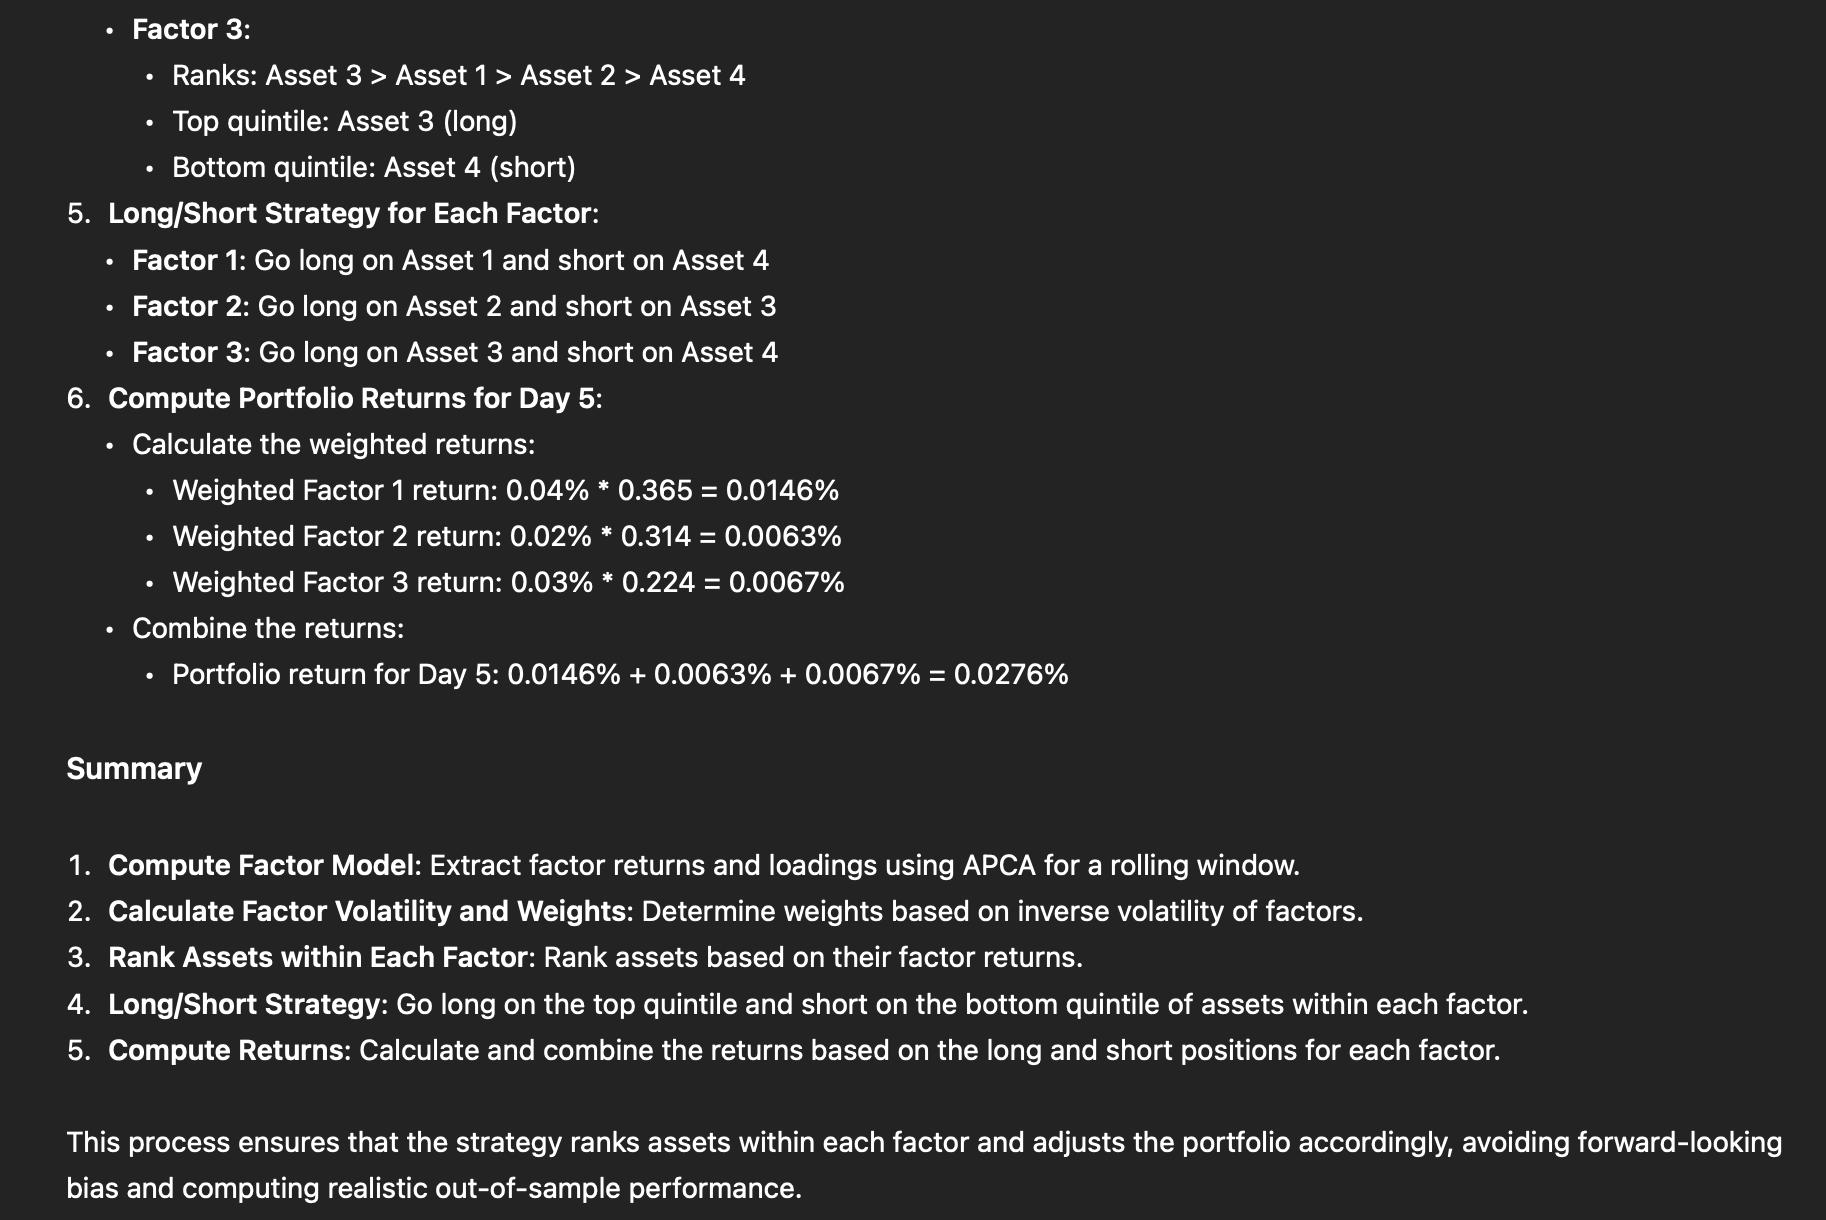 • Factor 3:
• Ranks: Asset 3 > Asset 1 > Asset 2 > Asset 4
• Top quintile: Asset 3 (long)
• Bottom quintile: Asset 4 (short)
5. Long/Short Strategy for Each Factor:
• Factor 1: Go long on Asset 1 and short on Asset 4
• Factor 2: Go long on Asset 2 and short on Asset 3
• Factor 3: Go long on Asset 3 and short on Asset 4
6. Compute Portfolio Returns for Day 5:
• Calculate the weighted returns:
• Weighted Factor 1 return: 0.04% * 0.365 = 0.0146%
• Weighted Factor 2 return: 0.02% * 0.314 = 0.0063%
• Weighted Factor 3 return: 0.03% * 0.224 = 0.0067%
• Combine the returns:
• Portfolio return for Day 5: 0.0146% + 0.0063% + 0.0067% = 0.0276%
Summary
1. Compute Factor Model: Extract factor returns and loadings using APCA for a rolling window.
2. Calculate Factor Volatility and Weights: Determine weights based on inverse volatility of factors.
3. Rank Assets within Each Factor: Rank assets based on their factor returns.
4. Long/Short Strategy: Go long on the top quintile and short on the bottom quintile of assets within each factor.
5. Compute Returns: Calculate and combine the returns based on the long and short positions for each factor.
This process ensures that the strategy ranks assets within each factor and adjusts the portfolio accordingly, avoiding forward-looking
bias and computing realistic out-of-sample performance.